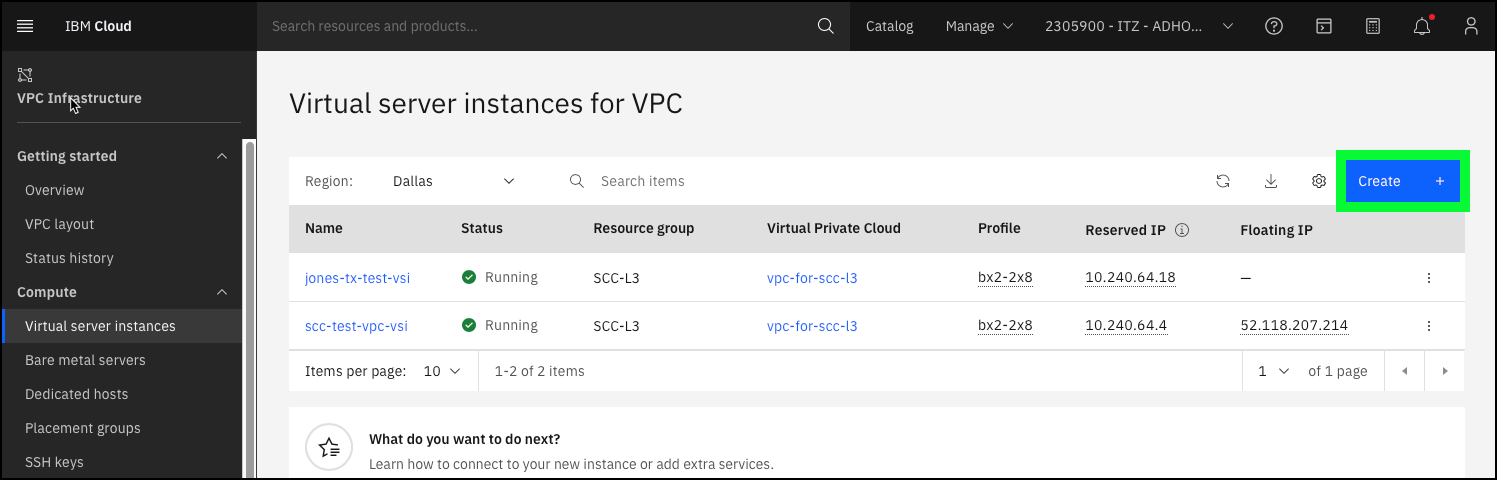 IBM Cloud
Search resources and products...
Catalog
Manage
2305900 - ITZ - ADHO...
VPC Infrastructure
Getting started
Overview
VPC layout
Status history
Compute
Virtual server instances
Bare metal servers
Dedicated hosts
Placement groups
SSH keys
Virtual server instances for VPC
Region: Dallas
Search items
Create +
Name Status Resource group Virtual Private Cloud Profile Reserved IP Floating IP
jones-tx-test-vsi Running SCC-L3 vpc-for-scc-l3 bx2-2x8 10.240.64.18 –
scc-test-vpc-vsi Running SCC-L3 vpc-for-scc-l3 bx2-2x8 10.240.64.4 52.118.207.214
Items per page: 10 1-2 of 2 items 1 of 1 page
What do you want to do next?
Learn how to connect to your new instance or add extra services.